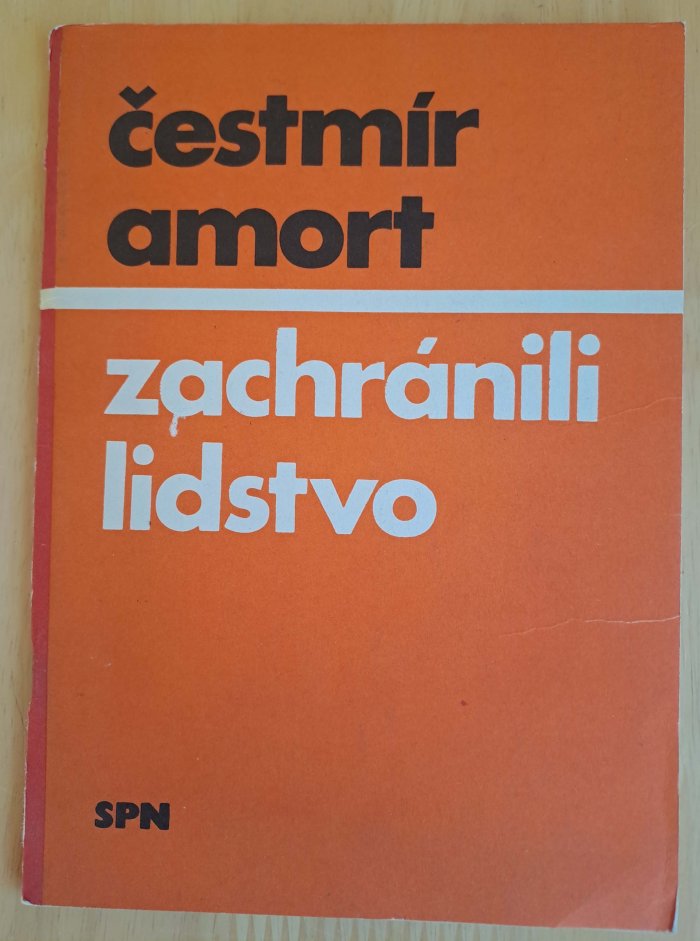 čestmír
amort
zachránili
lidstvo
SPN